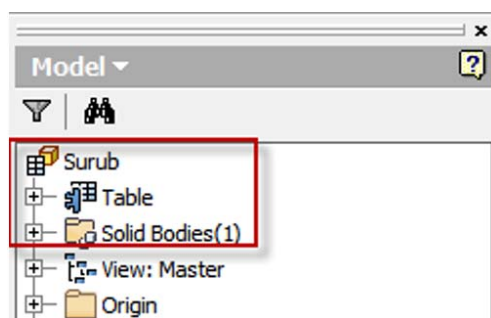 Model
Surub
Table
Solid Bodies(1)
View: Master
Origin